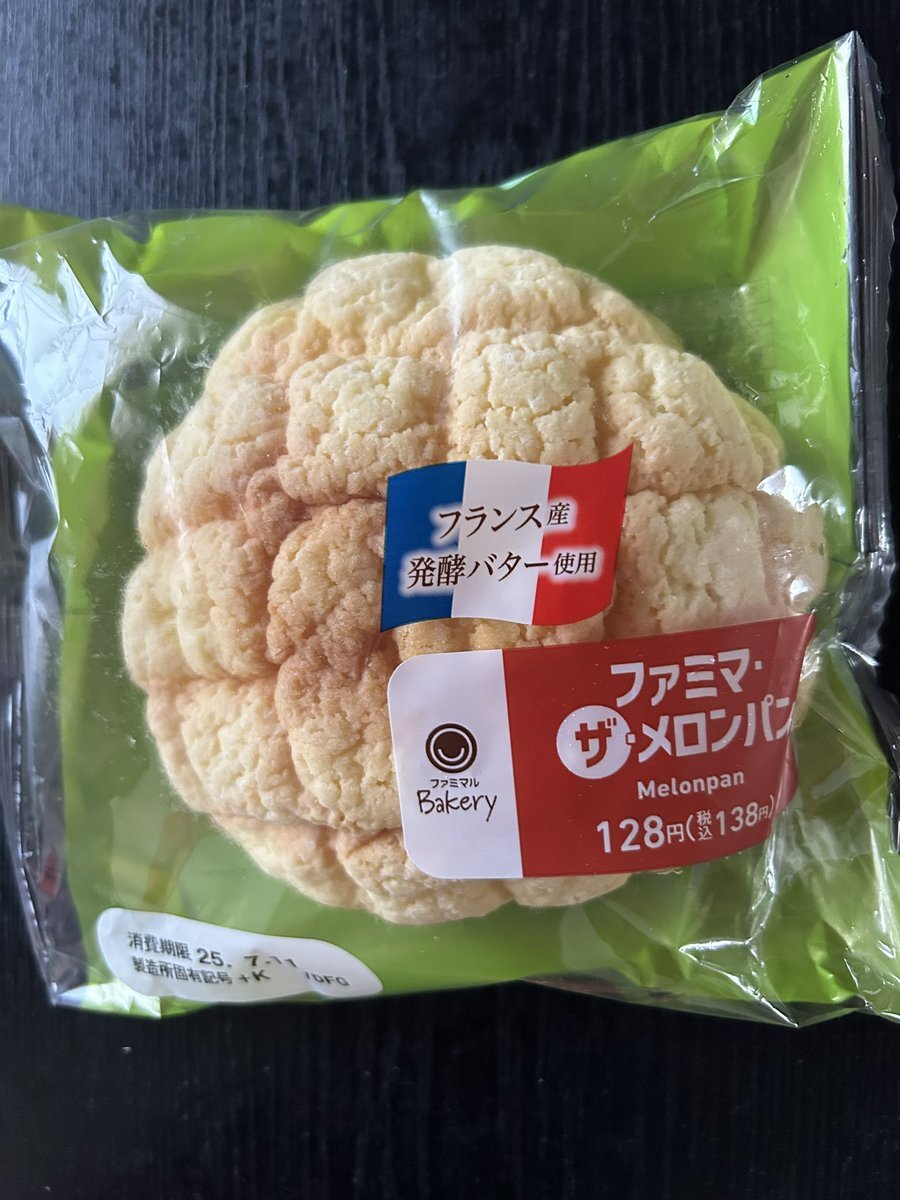 フランス産
発酵バター使用
ファミマ・
ザ・メロンパン
Melonpan
128円(税込138円)
ファミマル
Bakery
消費期限 25. 7.11
製造所固有記号 +K /DFG